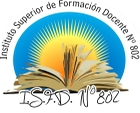 Instituto Superior de Formación Docente Nº 802
I.S.F.D. Nº 802